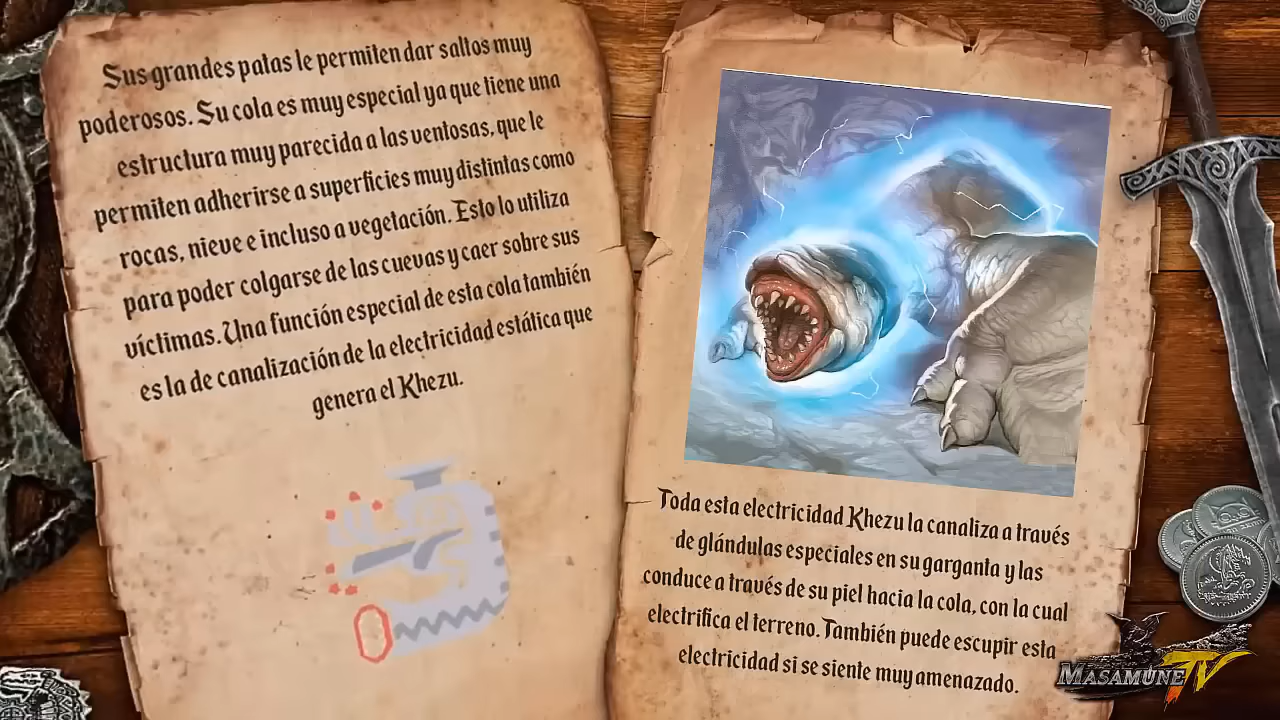 Sus grandes patas le permiten dar saltos muy
poderosos. Su cola es muy especial ya que tiene una
estructura muy parecida a las ventosas, que le
permiten adherirse a superficies muy distintas como
rocas, nieve e incluso a vegetación. Esto lo utiliza
para poder colgarse de las cuevas y caer sobre sus
víctimas. Una función especial de esta cola también
es la de canalización de la electricidad estática que
genera el Khezu.
Toda esta electricidad Khezu la canaliza a través
de glándulas especiales en su garganta y las
conduce a través de su piel hacia la cola, con la cual
electrifica el terreno. También puede escupir esta
electricidad si se siente muy amenazado.
MASAMUNE TV